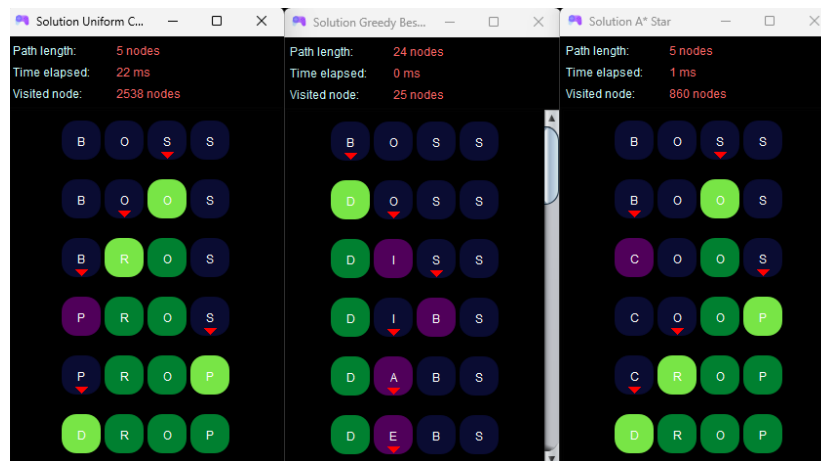 Solution Uniform C...
Path length: 5 nodes
Time elapsed: 22 ms
Visited node: 2538 nodes
B O S S
B O O S
B R O S
P R O S
P R O P
D R O P
Solution Greedy Bes...
Path length: 24 nodes
Time elapsed: 0 ms
Visited node: 25 nodes
B O S S
D O S S
D I S S
D I B S
D A B S
D E B S
Solution A* Star
Path length: 5 nodes
Time elapsed: 1 ms
Visited node: 860 nodes
B O S S
B O O S
C O O S
C O O P
C R O P
D R O P